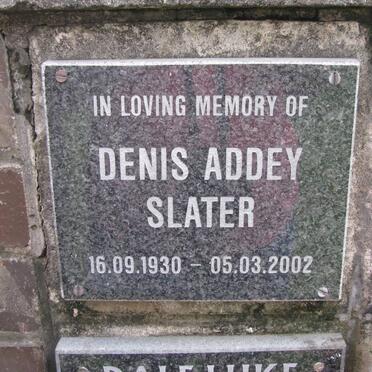 IN LOVING MEMORY OF
DENIS ADDEY
SLATER
16.09.1930 - 05.03.2002